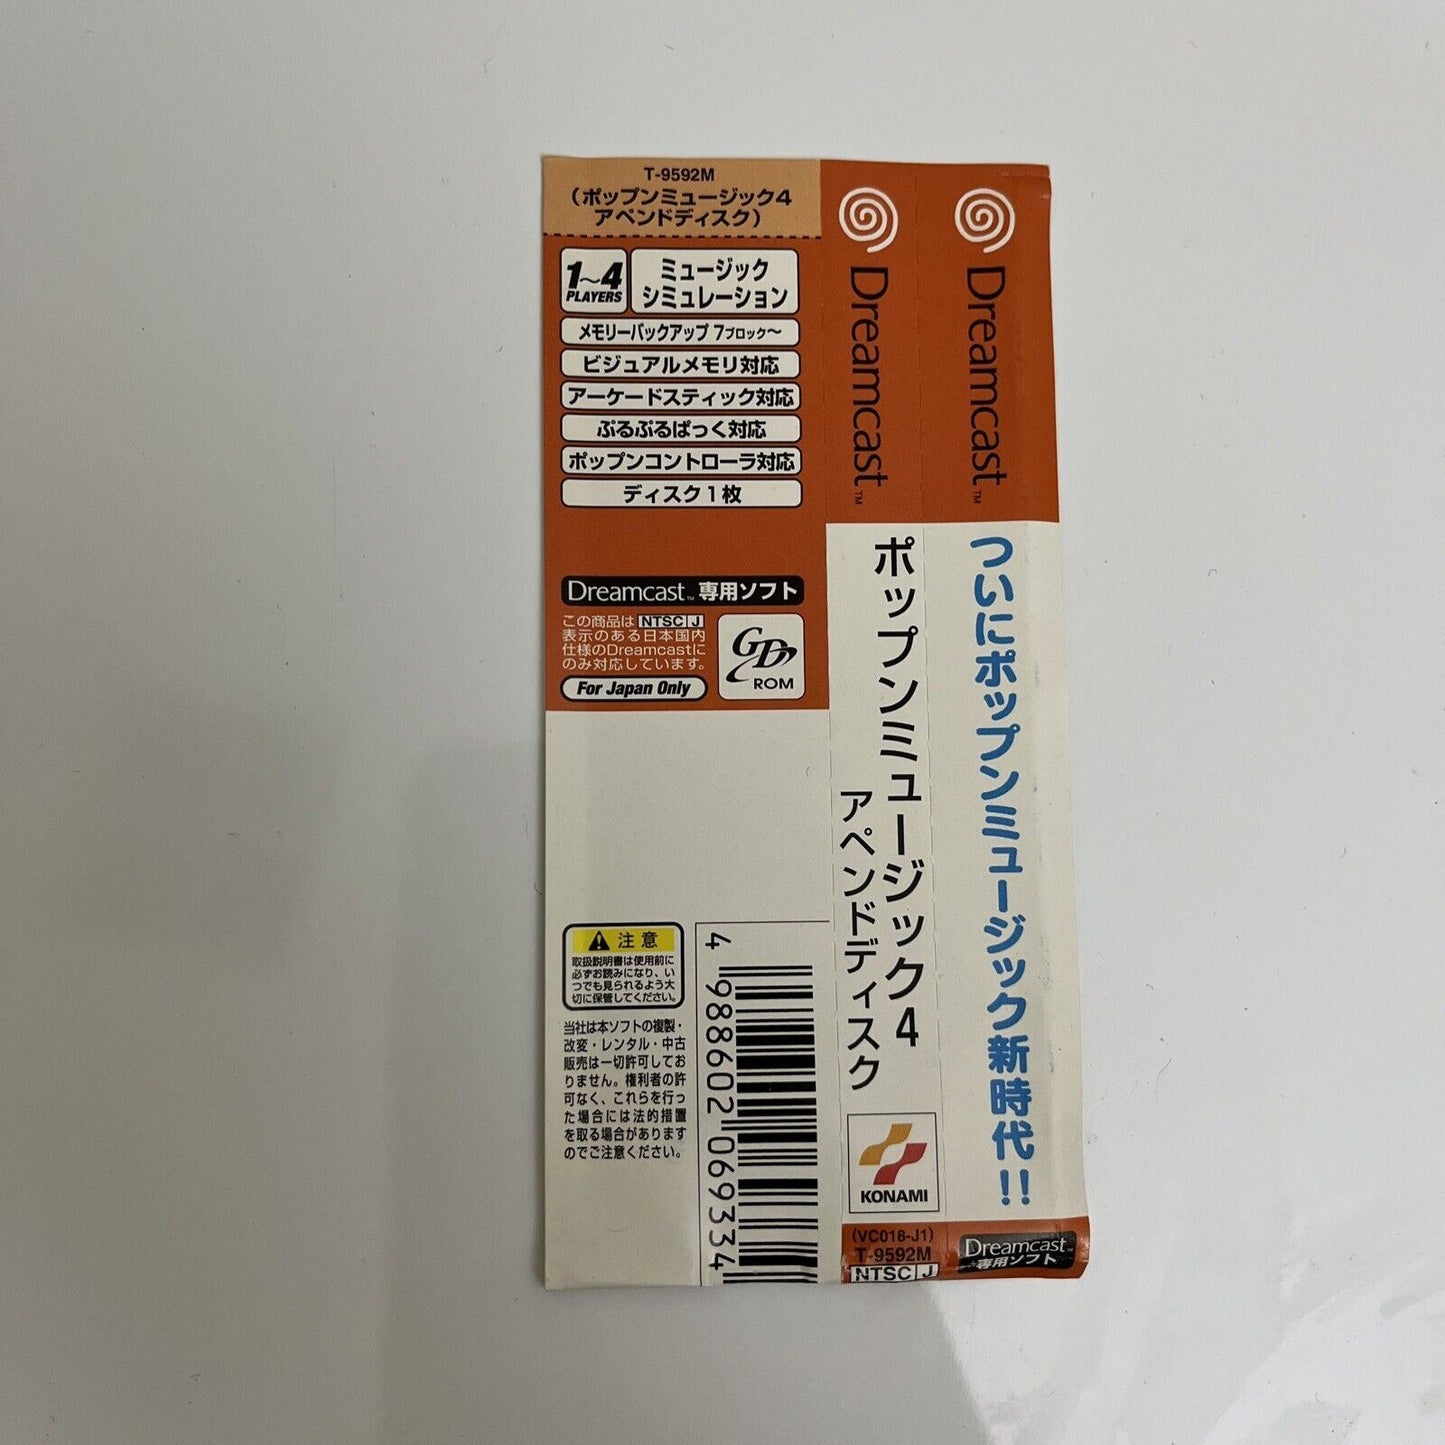 T-9592M
（ポップンミュージック4
アペンドディスク）
1～4
PLAYERS
ミュージック
シミュレーション
メモリーバックアップ 7ブロック～
ビジュアルメモリ対応
アーケードスティック対応
ぷるぷるぱっく対応
ポップンコントローラ対応
ディスク1枚
Dreamcast™ 専用ソフト
この商品は NTSC J
表示のある日本国内
仕様のDreamcastに
のみ対応しています。
For Japan Only
GD
ROM
注意
取扱説明書は使用前に
必ずお読みになり、い
つでも見られるよう大
切に保管してください。
当社は本ソフトの複製・
改変・レンタル・中古
販売は一切許可してお
りません。権利者の許
可なく、これらを行っ
た場合には法的措置
を取る場合があります
のでご注意ください。
4 988602 069334
Dreamcast™
ポップンミュージック4
アペンドディスク
KONAMI
(VC018-J1)
T-9592M
NTSC J
Dreamcast™
ついにポップンミュージック新時代!!
Dreamcast™
専用ソフト